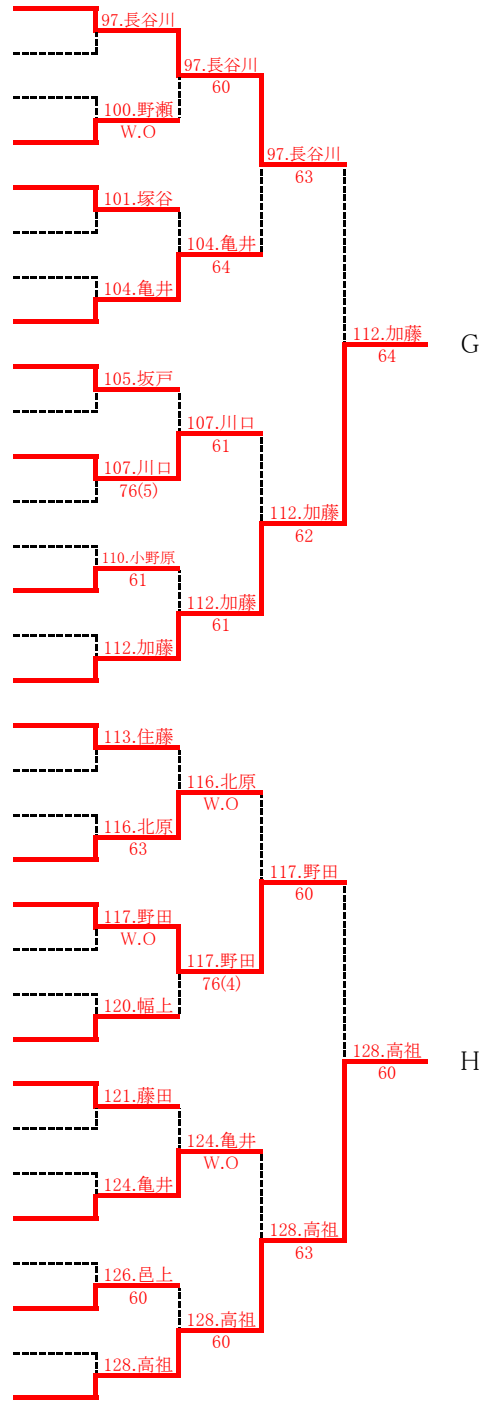 97.長谷川
97.長谷川
60
100.野瀬
W.O
97.長谷川
63
101.塚谷
104.亀井
64
104.亀井
112.加藤
64
G
105.坂戸
107.川口
61
107.川口
76(5)
112.加藤
62
110.小野原
61
112.加藤
61
112.加藤
113.住藤
116.北原
W.O
116.北原
63
117.野田
60
117.野田
W.O
117.野田
76(4)
120.幅上
128.高祖
60
H
121.藤田
124.亀井
W.O
124.亀井
128.高祖
63
126.邑上
60
128.高祖
60
128.高祖